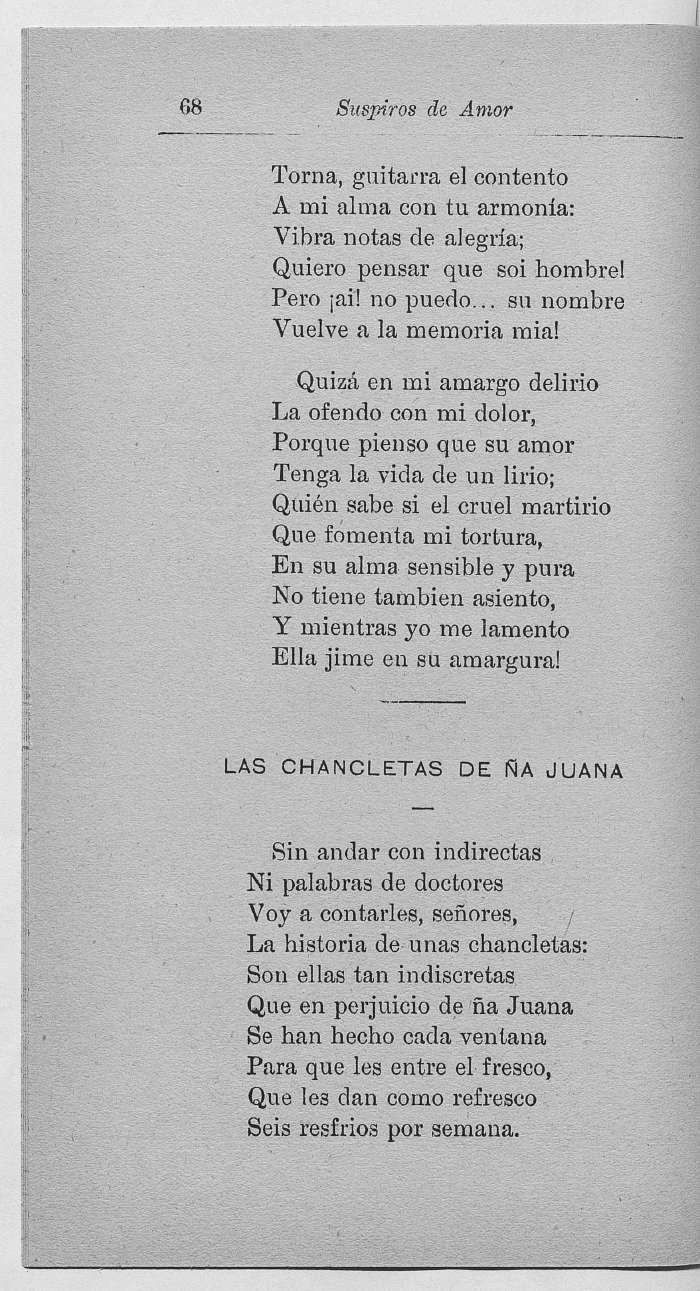 68 Suspiros de Amor
Torna, guitarra el contento
A mi alma con tu armonía:
Vibra notas de alegría;
Quiero pensar que soi hombre!
Pero ¡ai! no puedo... su nombre
Vuelve a la memoria mia!
Quizá en mi amargo delirio
La ofendo con mi dolor,
Porque pienso que su amor
Tenga la vida de un lirio;
Quién sabe si el cruel martirio
Que fomenta mi tortura,
En su alma sensible y pura
No tiene tambien asiento,
Y mientras yo me lamento
Ella jime en su amargura!
LAS CHANCLETAS DE ÑA JUANA
Sin andar con indirectas
Ni palabras de doctores
Voy a contarles, señores,
La historia de unas chancletas:
Son ellas tan indiscretas
Que en perjuicio de ña Juana
Se han hecho cada ventana
Para que les entre el fresco,
Que les dan como refresco
Seis resfrios por semana.